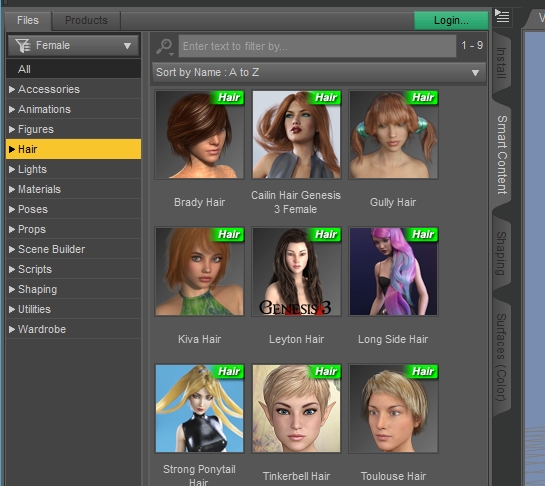 Files
Products
Login...
Female
Enter text to filter by...
1 - 9
Sort by Name : A to Z
All
Accessories
Animations
Figures
Hair
Lights
Materials
Poses
Props
Scene Builder
Scripts
Shaping
Utilities
Wardrobe
Hair
Hair
Hair
Brady Hair
Cailin Hair Genesis
3 Female
Gully Hair
Hair
Hair
Hair
GENESIS 3
Kiva Hair
Leyton Hair
Long Side Hair
Hair
Hair
Hair
Strong Ponytail
Hair
Tinkerbell Hair
Toulouse Hair
Install
Smart Content
Shaping
Surfaces (Color)
V